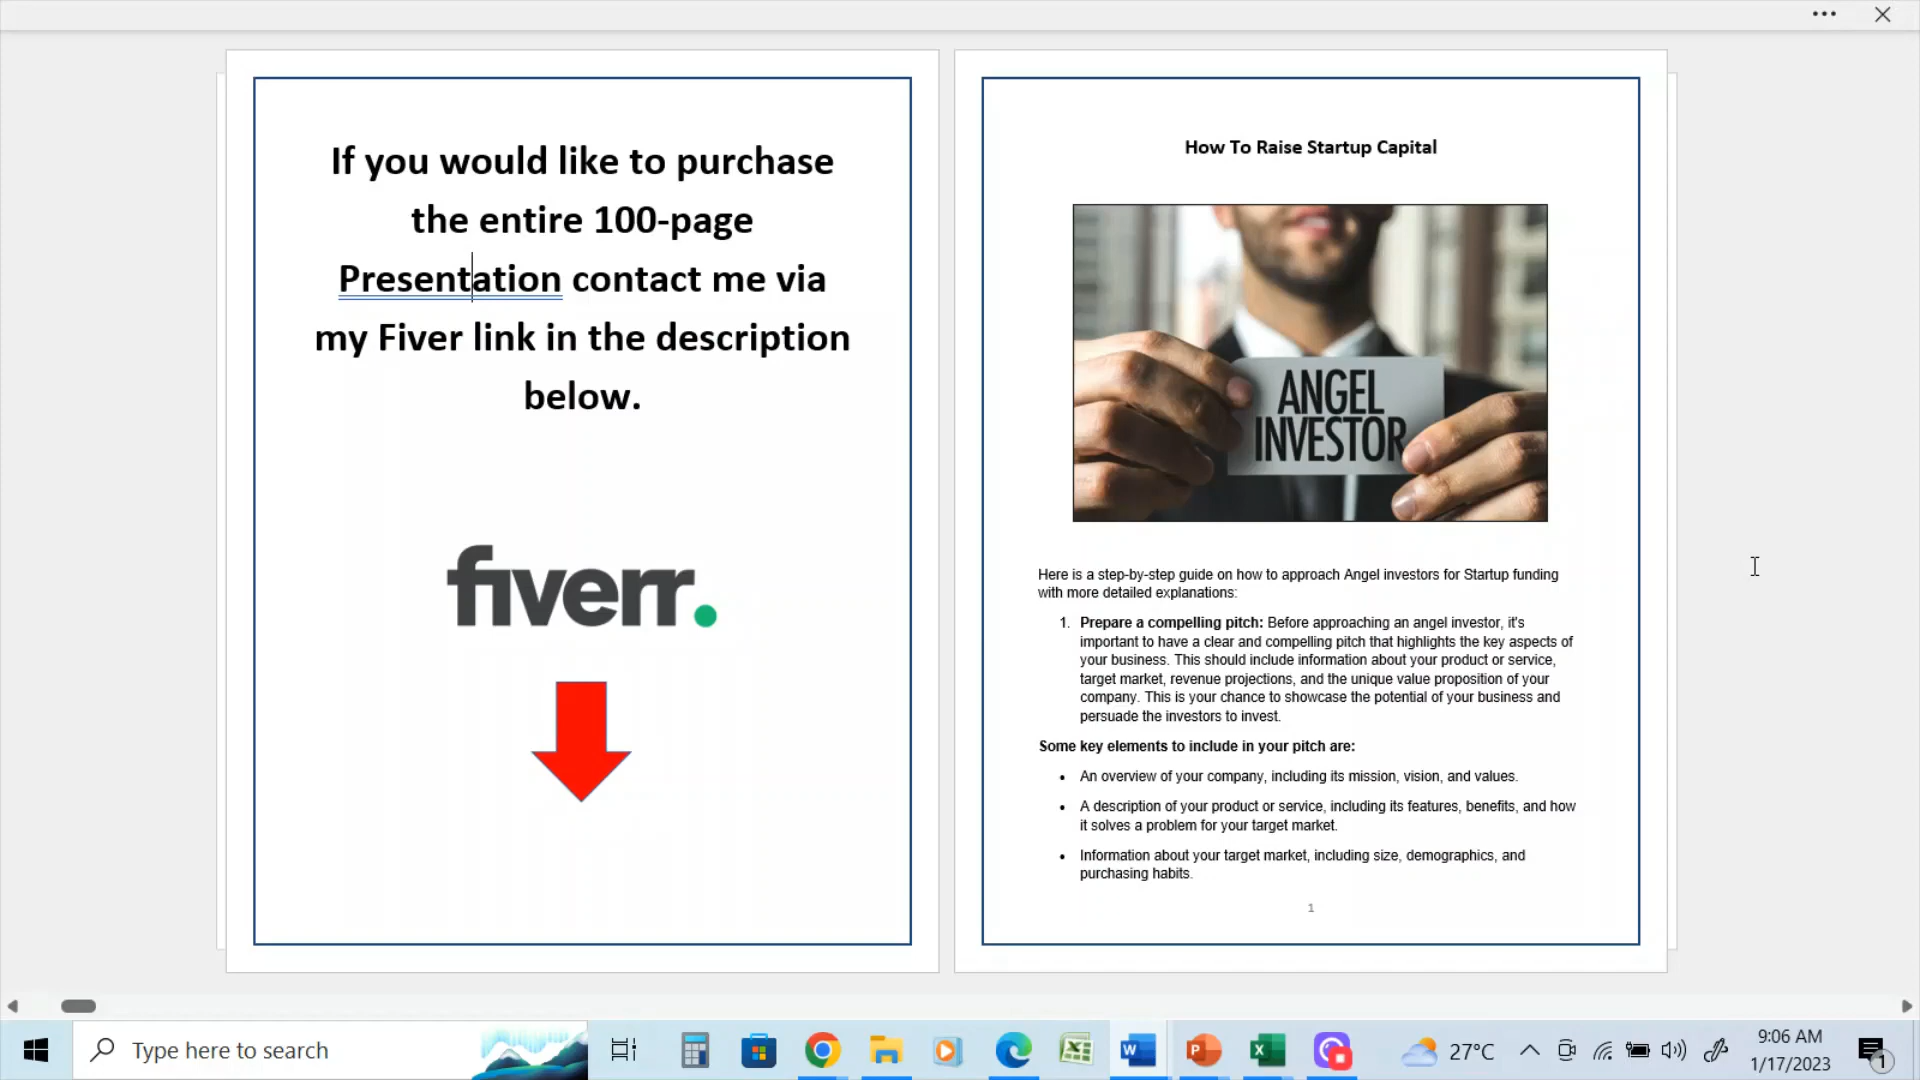 If you would like to purchase
the entire 100-page
Presentation contact me via
my Fiver link in the description
below.
fiverr.
How To Raise Startup Capital
ANGEL
INVESTOR
Here is a step-by-step guide on how to approach Angel investors for Startup funding
with more detailed explanations:
1. Prepare a compelling pitch: Before approaching an angel investor, it's
important to have a clear and compelling pitch that highlights the key aspects of
your business. This should include information about your product or service,
target market, revenue projections, and the unique value proposition of your
company. This is your chance to showcase the potential of your business and
persuade the investors to invest.
Some key elements to include in your pitch are:
• An overview of your company, including its mission, vision, and values.
• A description of your product or service, including its features, benefits, and how
it solves a problem for your target market.
• Information about your target market, including size, demographics, and
purchasing habits.
1
Type here to search
27°C
9:06 AM
1/17/2023
1